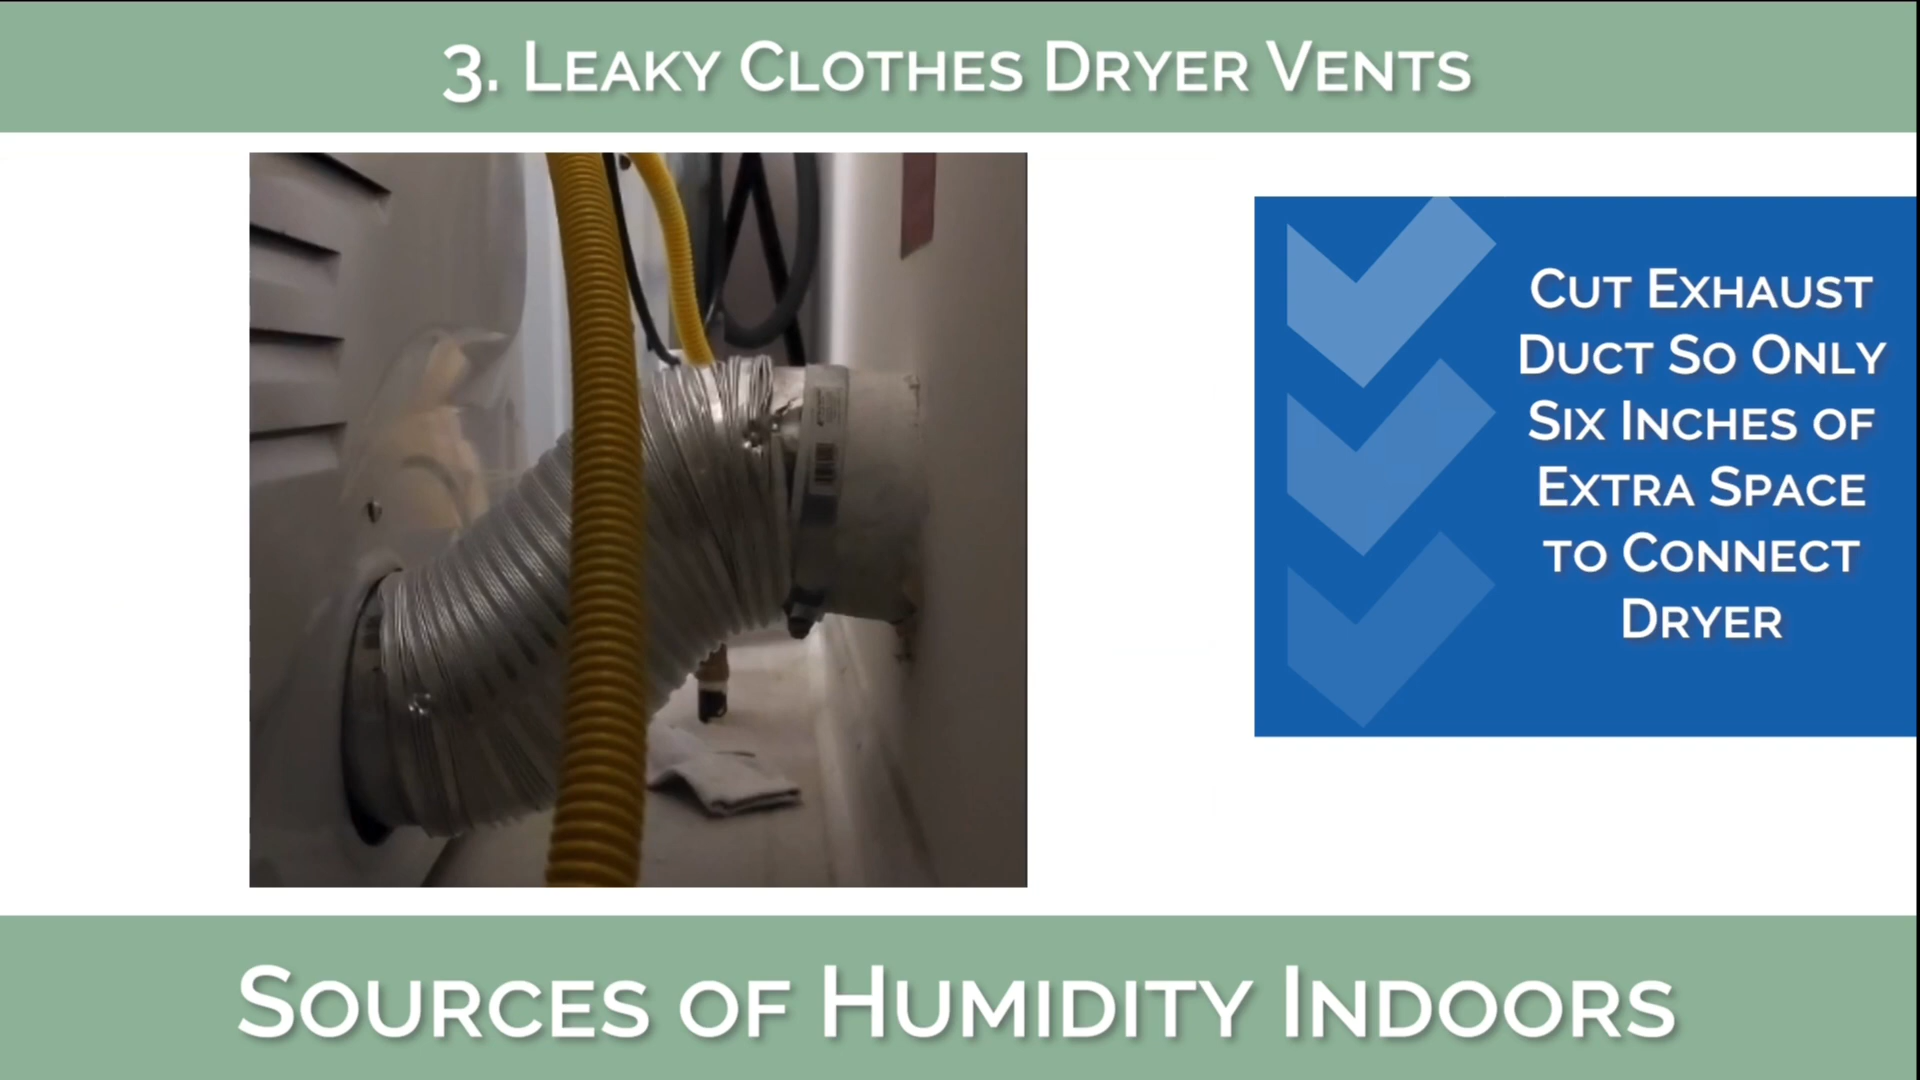 3. Leaky Clothes Dryer Vents
Cut Exhaust
Duct So Only
Six Inches of
Extra Space
to Connect
Dryer
Sources of Humidity Indoors